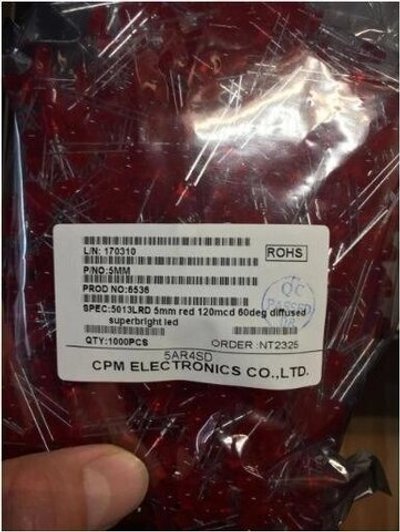 L/N: 170310
ROHS
P/NO:5MM
PROD NO:6536
QC
PASSED
SPEC:5013LRD 5mm red 120mcd 60deg diffused
superbright led
QTY:1000PCS
ORDER :NT2325
5AR4SD
CPM ELECTRONICS CO.,LTD.